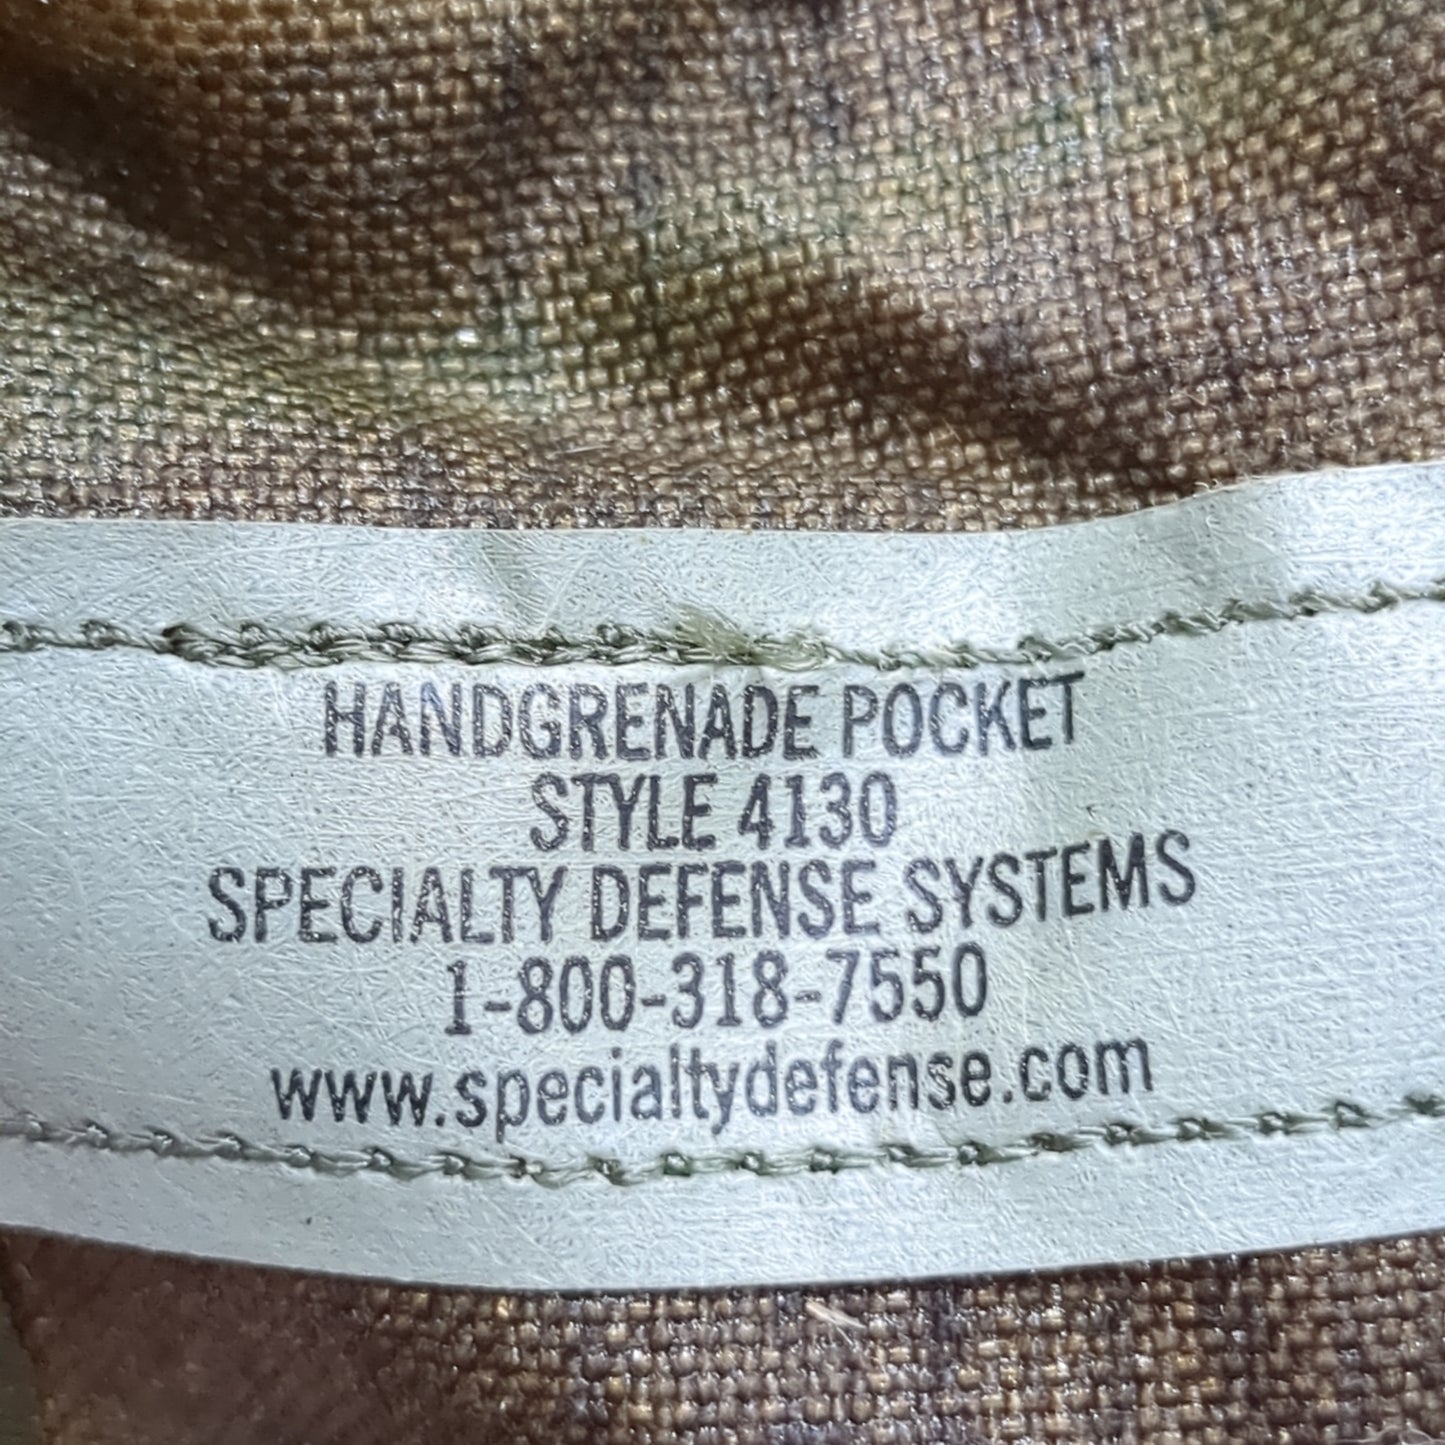 HANDGRENADE POCKET
STYLE 4130
SPECIALTY DEFENSE SYSTEMS
1-800-318-7550
www.specialtydefense.com